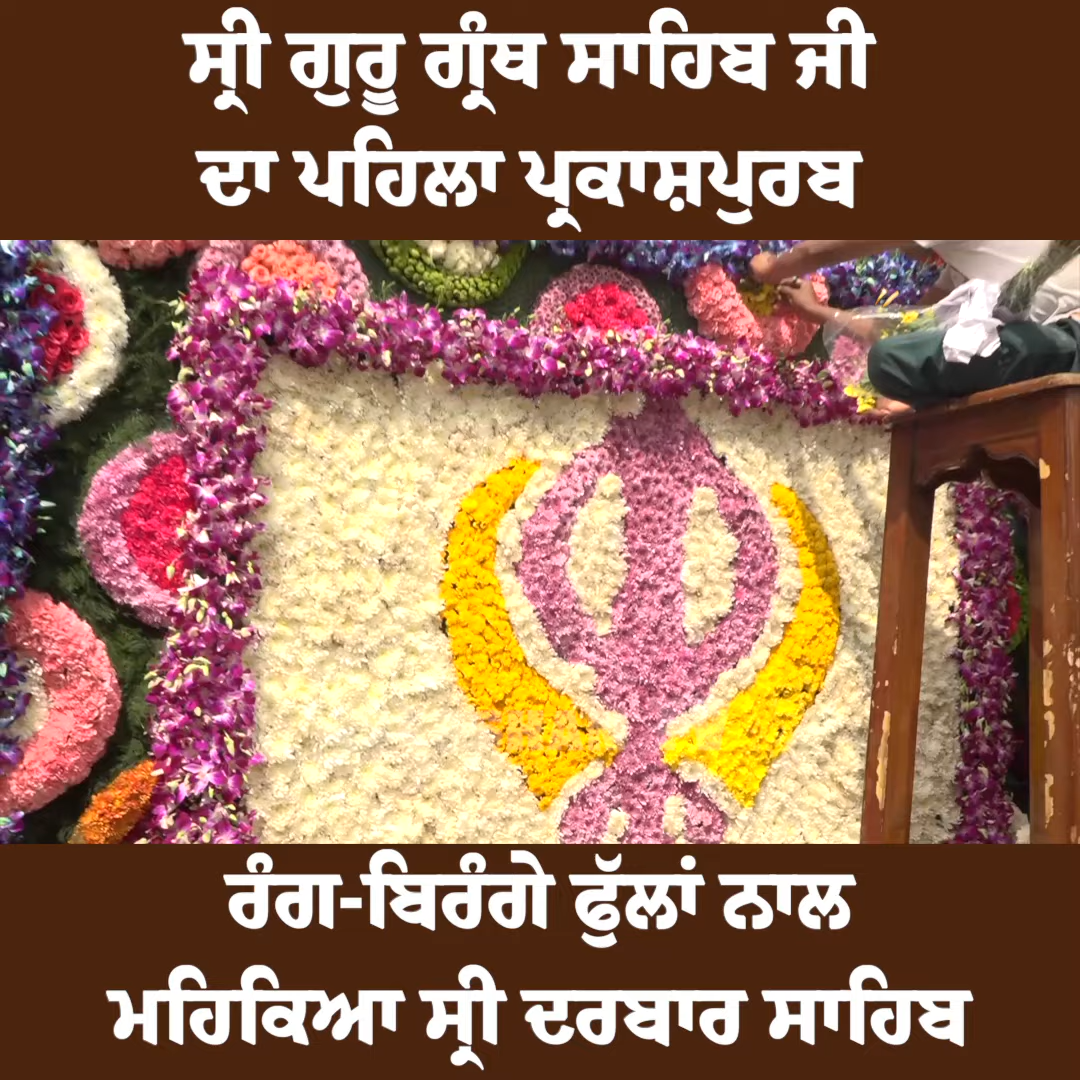 ਸ੍ਰੀ ਗੁਰੂ ਗ੍ਰੰਥ ਸਾਹਿਬ ਜੀ
ਦਾ ਪਹਿਲਾ ਪ੍ਰਕਾਸ਼ਪੁਰਬ
ਰੰਗ-ਬਿਰੰਗੇ ਫੁੱਲਾਂ ਨਾਲ
ਮਹਿਕਿਆ ਸ੍ਰੀ ਦਰਬਾਰ ਸਾਹਿਬ